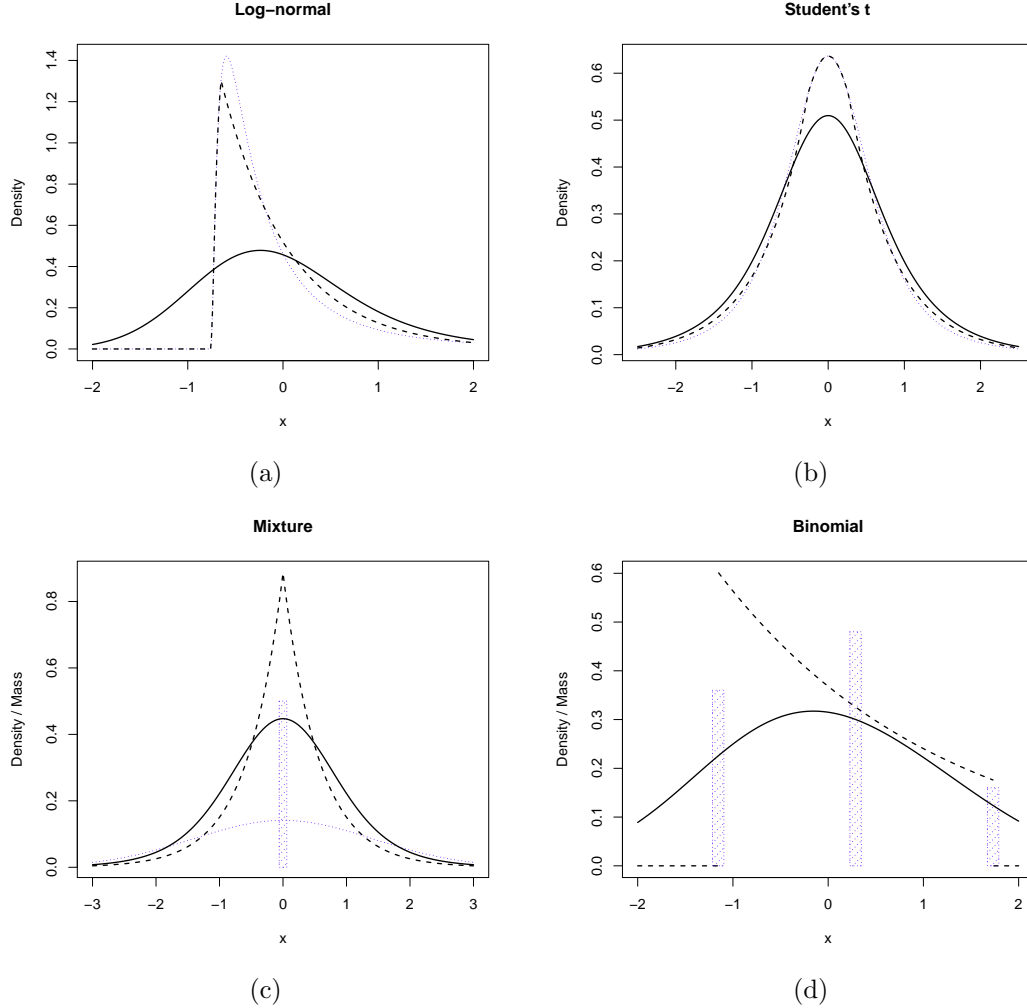 Log−normal
Density
0.0 0.2 0.4 0.6 0.8 1.0 1.2 1.4
−2 −1 0 1 2
x
(a)
Student's t
Density
0.0 0.1 0.2 0.3 0.4 0.5 0.6
−2 −1 0 1 2
x
(b)
Mixture
Density / Mass
0.0 0.2 0.4 0.6 0.8
−3 −2 −1 0 1 2 3
x
(c)
Binomial
Density / Mass
0.0 0.1 0.2 0.3 0.4 0.5 0.6
−2 −1 0 1 2
x
(d)